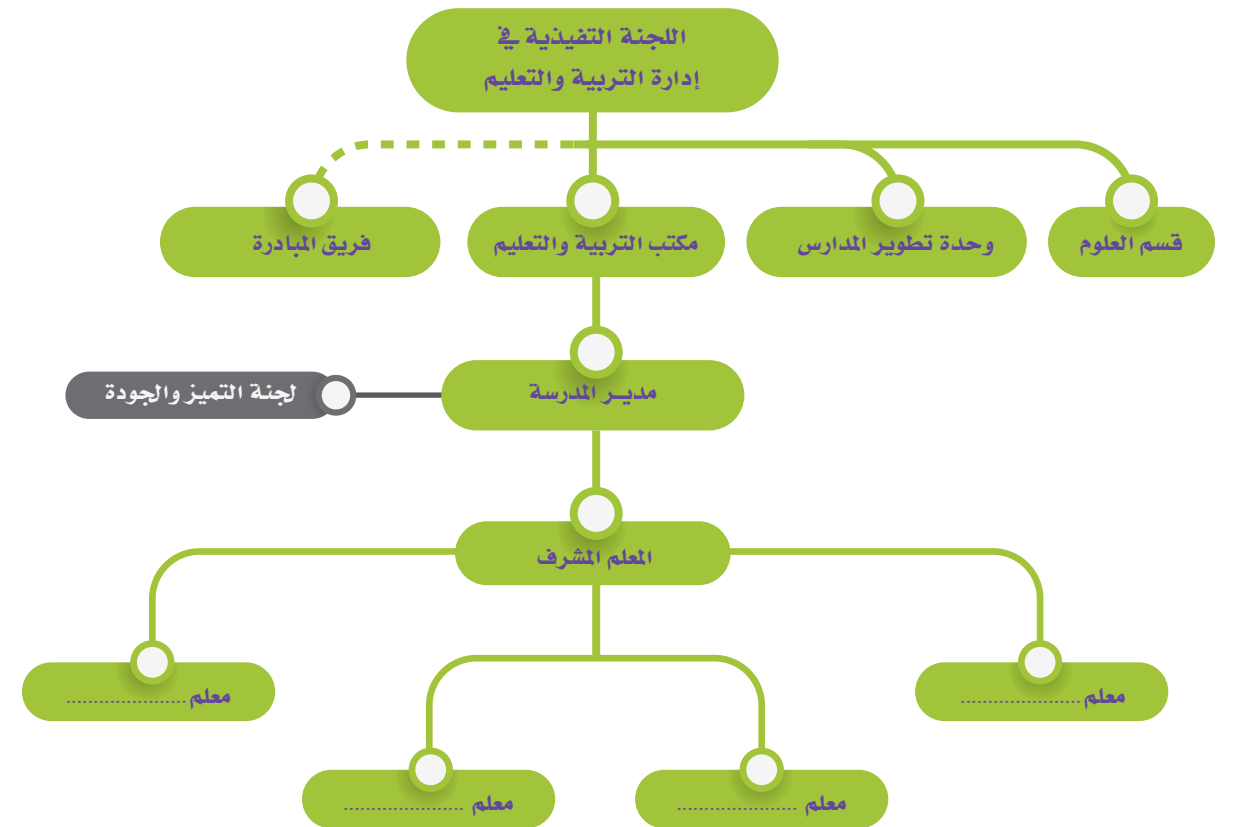 اللجنة التفيذية في
إدارة التربية والتعليم
قسم العلوم
وحدة تطوير المدارس
مكتب التربية والتعليم
فريق المبادرة
مديـر المدرسة
لجنة التميز والجودة
المعلم المشرف
معلم ......................
معلم ......................
معلم ......................
معلم ......................